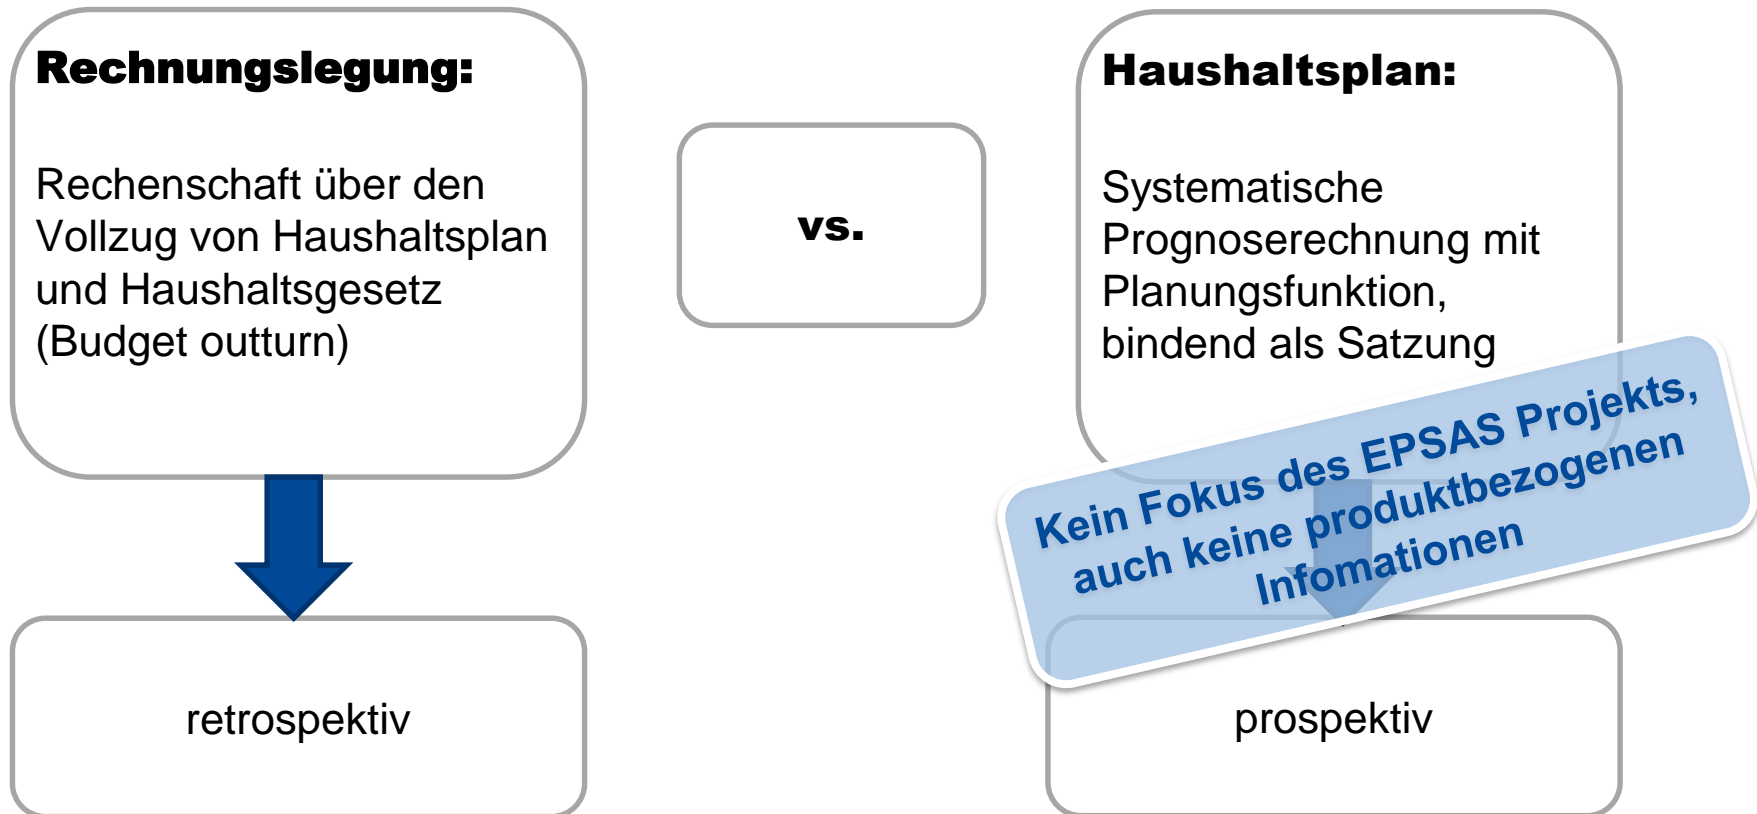 Rechnungslegung:
Rechenschaft über den
Vollzug von Haushaltsplan
und Haushaltsgesetz
(Budget outturn)
retrospektiv
vs.
Haushaltsplan:
Systematische
Prognoserechnung mit
Planungsfunktion,
bindend als Satzung
Kein Fokus des EPSAS Projekts,
auch keine produktbezogenen
Infomationen
prospektiv